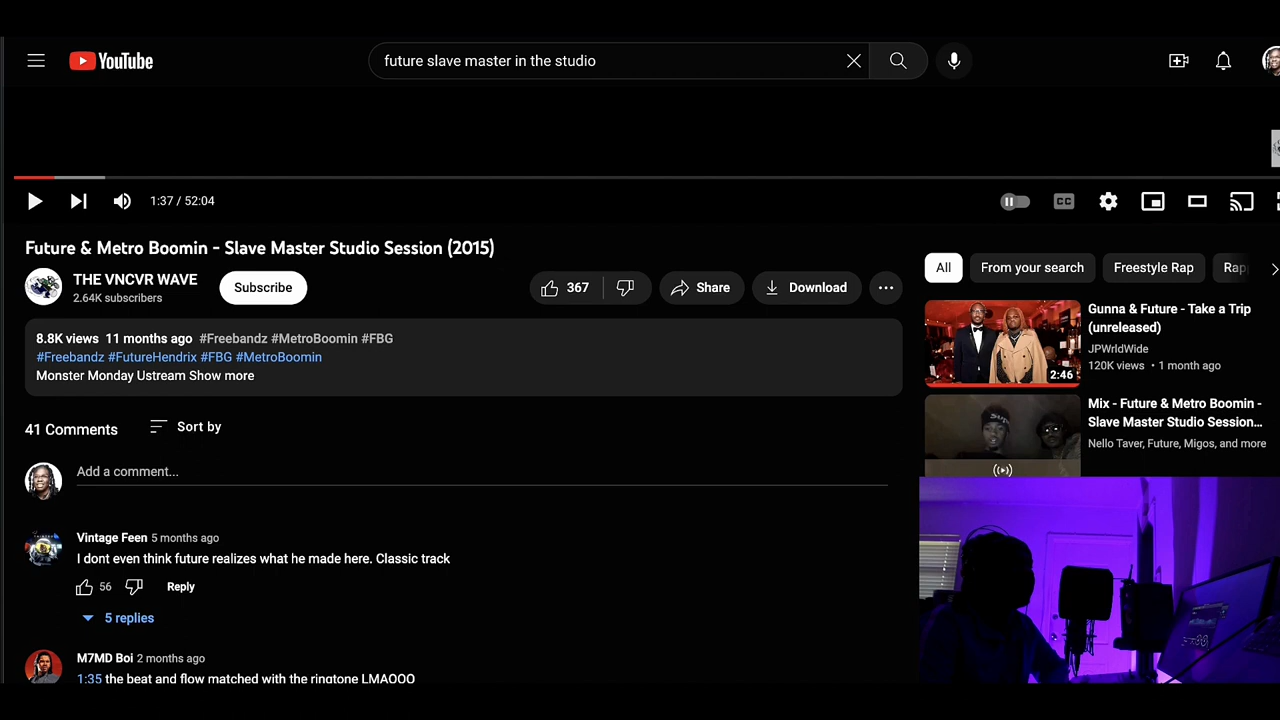 YouTube
future slave master in the studio
1:37 / 52:04
CC
Future & Metro Boomin - Slave Master Studio Session (2015)
THE VNCVR WAVE
2.64K subscribers
Subscribe
367
Share
Download
8.8K views 11 months ago #Freebandz #MetroBoomin #FBG
#Freebandz #FutureHendrix #FBG #MetroBoomin
Monster Monday Ustream Show more
41 Comments
Sort by
Add a comment...
Vintage Feen 5 months ago
I dont even think future realizes what he made here. Classic track
56
Reply
5 replies
M7MD Boi 2 months ago
1:35 the beat and flow matched with the ringtone LMAOOO
All
From your search
Freestyle Rap
Rap
Gunna & Future - Take a Trip
(unreleased)
JPWrldWide
120K views • 1 month ago
2:46
Mix - Future & Metro Boomin -
Slave Master Studio Session...
Nello Taver, Future, Migos, and more